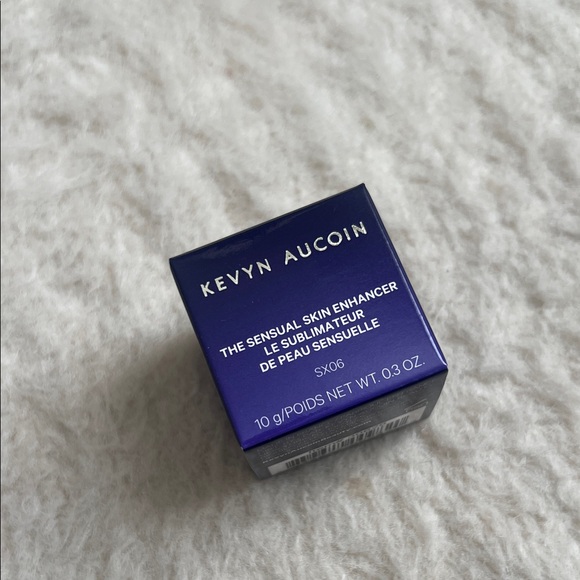 KEVYN AUCOIN
THE SENSUAL SKIN ENHANCER
LE SUBLIMATEUR
DE PEAU SENSUELLE
SX06
10 g/POIDS NET WT. 0.3 OZ.